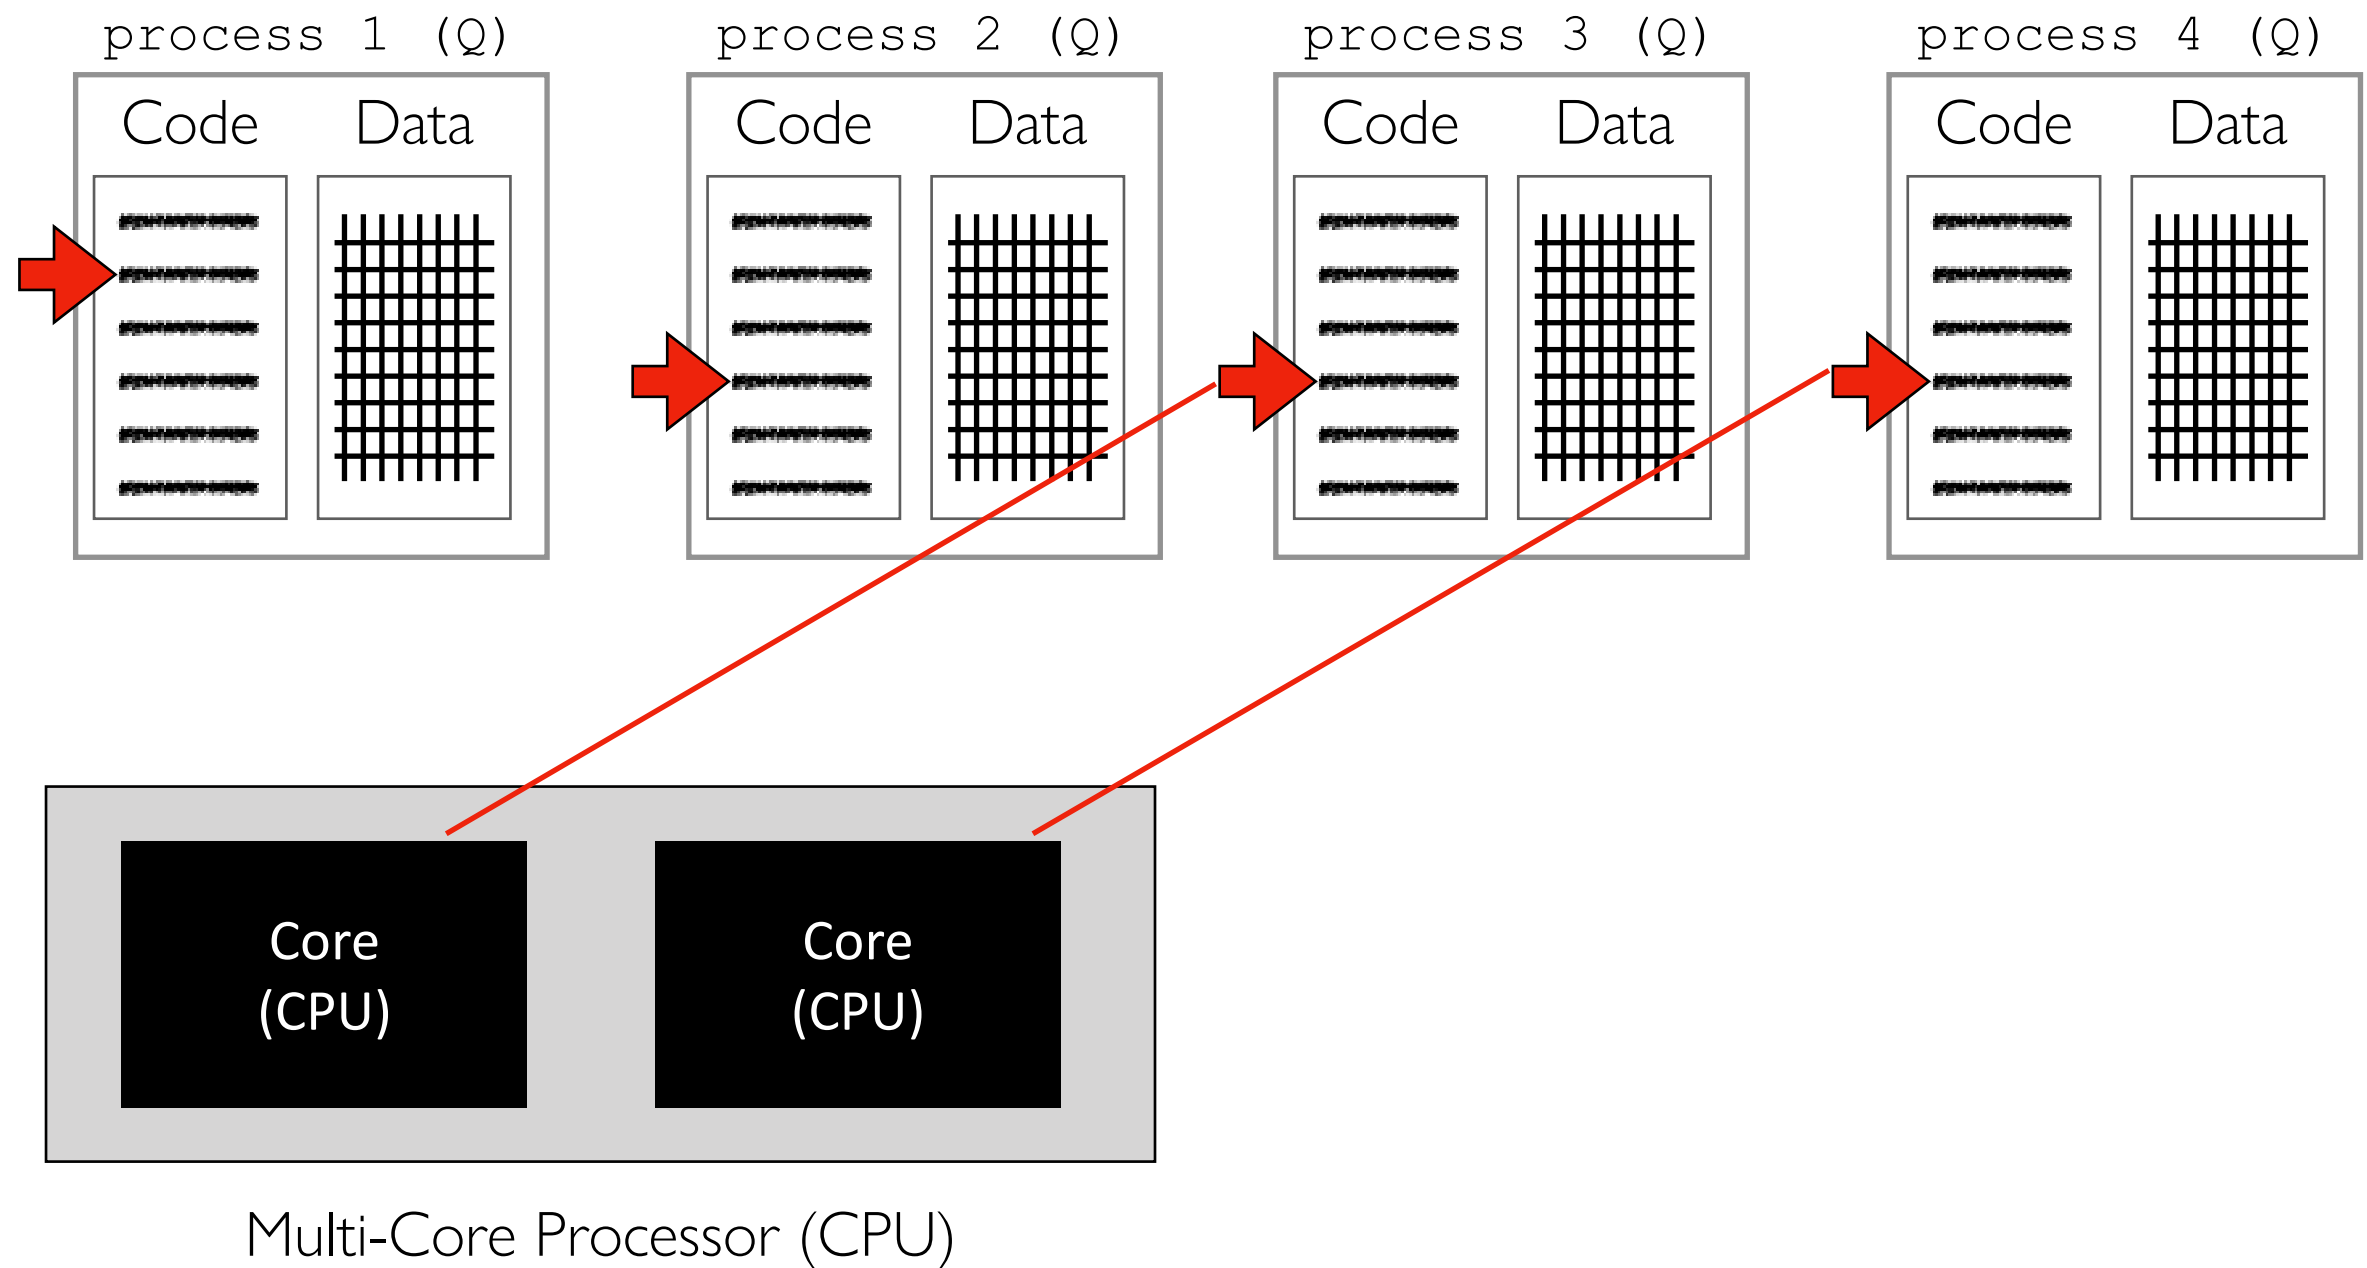 process 1 (Q)
process 2 (Q)
process 3 (Q)
process 4 (Q)
Code Data
Code Data
Code Data
Code Data
Core
(CPU)
Core
(CPU)
Multi-Core Processor (CPU)